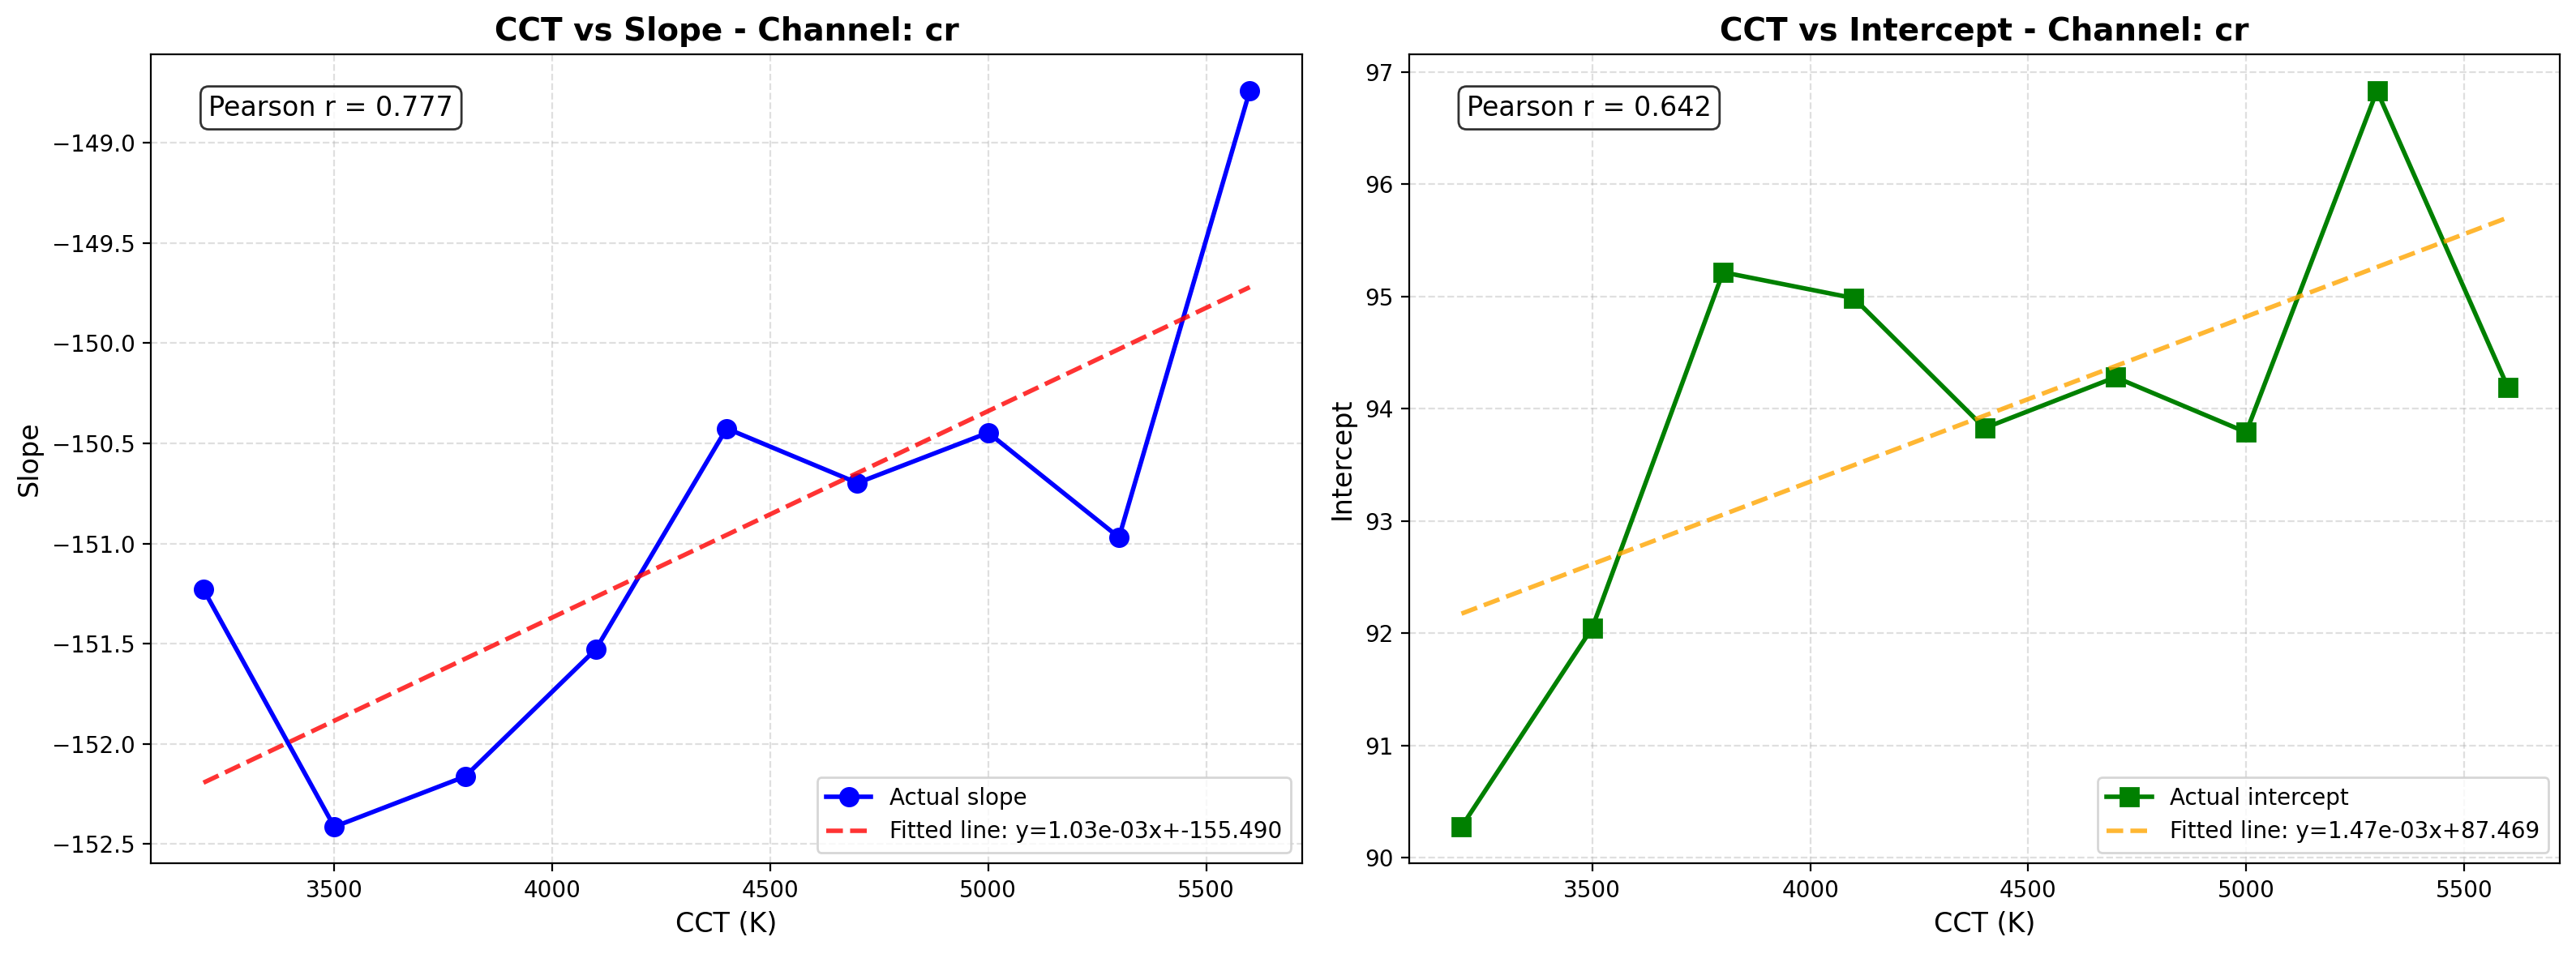 CCT vs Slope - Channel: cr
Pearson r = 0.777
−149.0
−149.5
−150.0
−150.5
−151.0
−151.5
−152.0
−152.5
Slope
Actual slope
Fitted line: y=1.03e-03x+-155.490
3500 4000 4500 5000 5500
CCT (K)
CCT vs Intercept - Channel: cr
Pearson r = 0.642
97
96
95
94
93
92
91
90
Intercept
Actual intercept
Fitted line: y=1.47e-03x+87.469
3500 4000 4500 5000 5500
CCT (K)